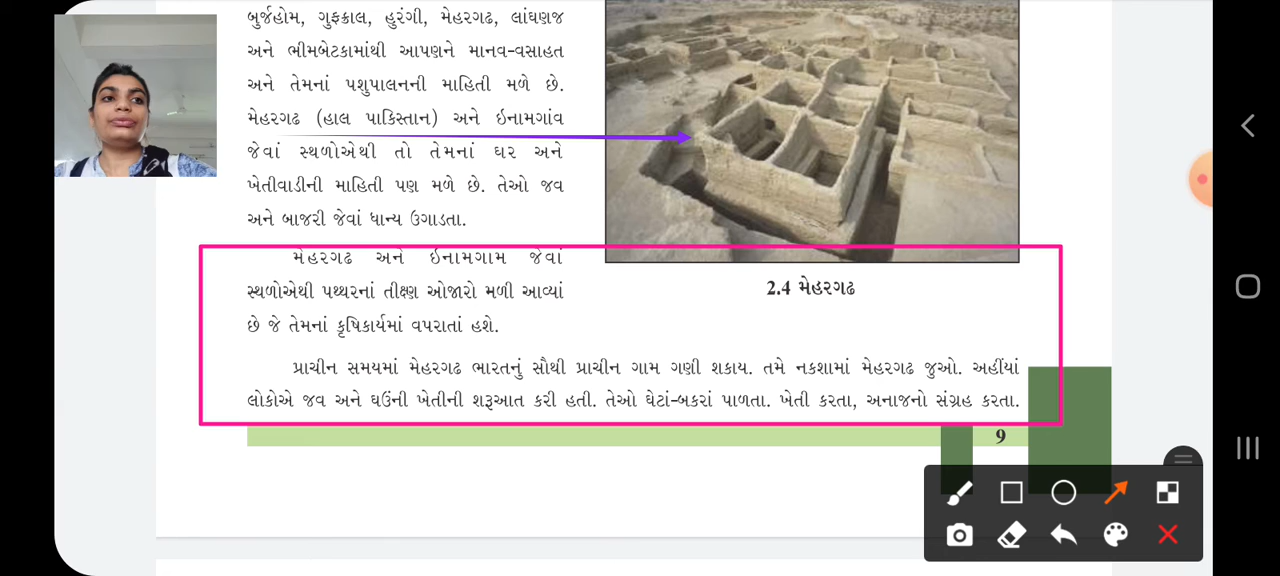 બુર્જહોમ, ગુફક્રાલ, હુરંગી, મેહરગઢ, લાંઘણજ
અને ભીમબેટકામાંથી આપણને માનવ-વસાહત
અને તેમનાં પશુપાલનની માહિતી મળે છે.
મેહરગઢ (હાલ પાકિસ્તાન) અને ઇનામગાંવ
જેવાં સ્થળોએથી તો તેમનાં ઘર અને
ખેતીવાડીની માહિતી પણ મળે છે. તેઓ જવ
અને બાજરી જેવાં ધાન્ય ઉગાડતા.
મેહરગઢ અને ઇનામગામ જેવાં
સ્થળોએથી પથ્થરનાં તીક્ષ્ણ ઓજારો મળી આવ્યાં
છે જે તેમનાં કૃષિકાર્યમાં વપરાતાં હશે.
2.4 મેહરગઢ
પ્રાચીન સમયમાં મેહરગઢ ભારતનું સૌથી પ્રાચીન ગામ ગણી શકાય. તમે નકશામાં મેહરગઢ જુઓ. અહીંયાં
લોકોએ જવ અને ઘઉંની ખેતીની શરૂઆત કરી હતી. તેઓ ઘેટાં-બકરાં પાળતા. ખેતી કરતા, અનાજનો સંગ્રહ કરતા.
9